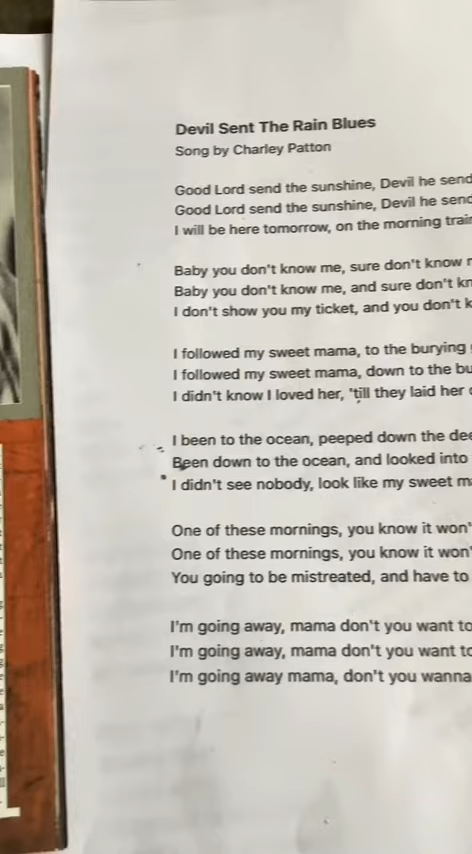 Devil Sent The Rain Blues
Song by Charley Patton
Good Lord send the sunshine, Devil he send
Good Lord send the sunshine, Devil he send
I will be here tomorrow, on the morning train
Baby you don't know me, sure don't know
Baby you don't know me, and sure don't kn
I don't show you my ticket, and you don't k
I followed my sweet mama, to the burying
I followed my sweet mama, down to the bu
I didn't know I loved her, 'till they laid her
I been to the ocean, peeped down the dee
Been down to the ocean, and looked into
I didn't see nobody, look like my sweet ma
One of these mornings, you know it won'
One of these mornings, you know it won'
You going to be mistreated, and have to
I'm going away, mama don't you want to
I'm going away, mama don't you want to
I'm going away mama, don't you wanna